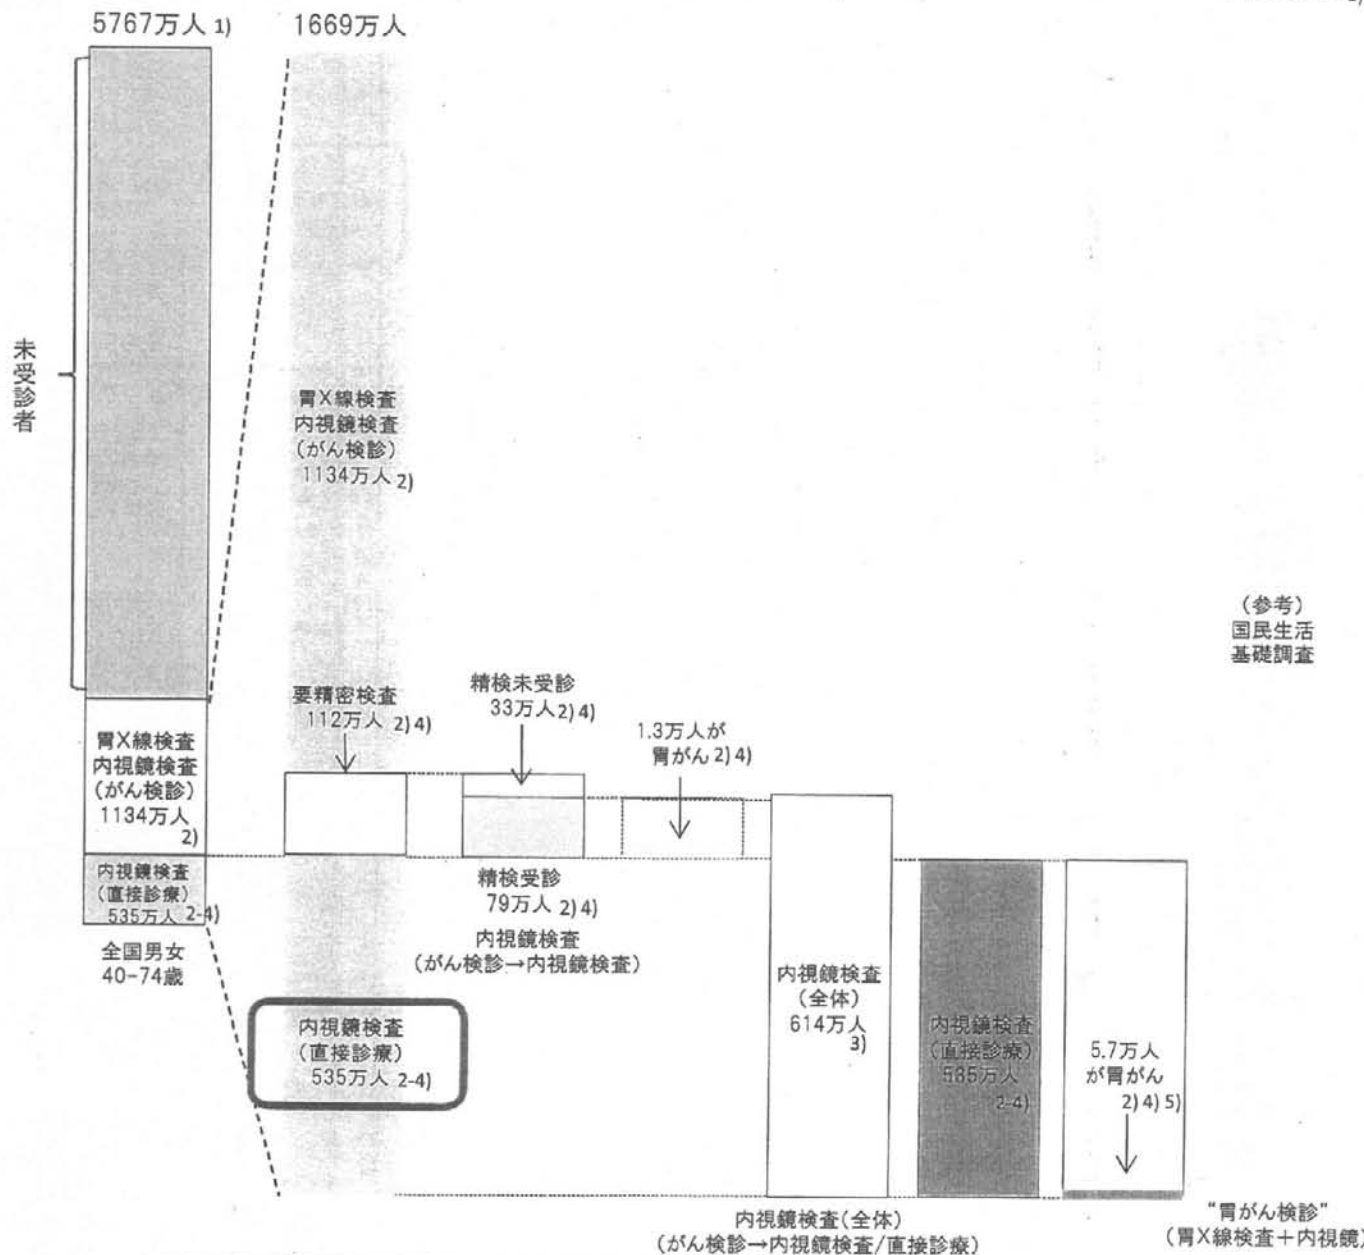 5767万人 1)
1669万人
未受診者
胃X線検査
内視鏡検査
(がん検診)
1134万人 2)
(参考)
国民生活
基礎調査
要精密検査
112万人 2) 4)
精検未受診
33万人 2) 4)
1.3万人が
胃がん 2) 4)
胃X線検査
内視鏡検査
(がん検診)
1134万人
2)
内視鏡検査
(直接診療)
535万人 2-4)
全国男女
40-74歳
精検受診
79万人 2) 4)
内視鏡検査
(がん検診→内視鏡検査)
内視鏡検査
(直接診療)
535万人 2-4)
内視鏡検査
(全体)
614万人
3)
内視鏡検査
(直接診療)
535万人
2-4)
5.7万人
が胃がん
2) 4) 5)
内視鏡検査(全体)
(がん検診→内視鏡検査/直接診療)
"胃がん検診"
(胃X線検査+内視鏡)